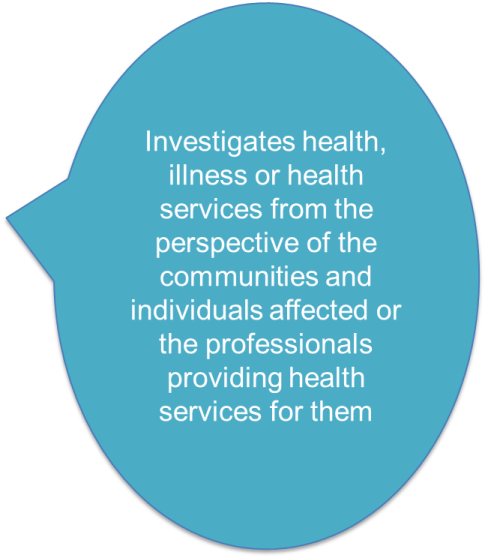 Investigates health,
illness or health
services from the
perspective of the
communities and
individuals affected or
the professionals
providing health
services for them